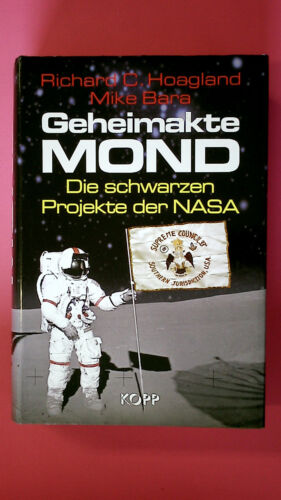 Richard C. Hoagland
Mike Bara
Geheimakte
MOND
Die schwarzen
Projekte der NASA
SUPREME COUNCIL
SOUTHERN JURISDICTION, USA
KOPP